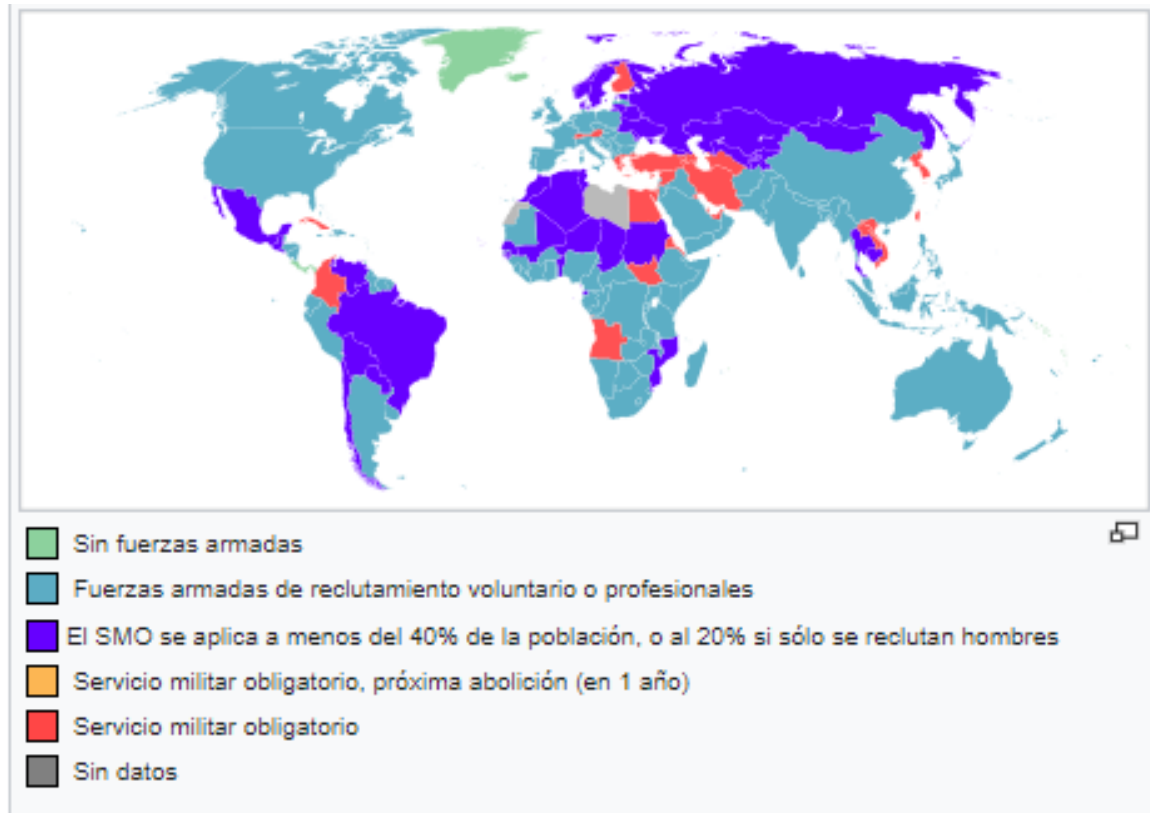 Sin fuerzas armadas
Fuerzas armadas de reclutamiento voluntario o profesionales
El SMO se aplica a menos del 40% de la población, o al 20% si sólo se reclutan hombres
Servicio militar obligatorio, próxima abolición (en 1 año)
Servicio militar obligatorio
Sin datos